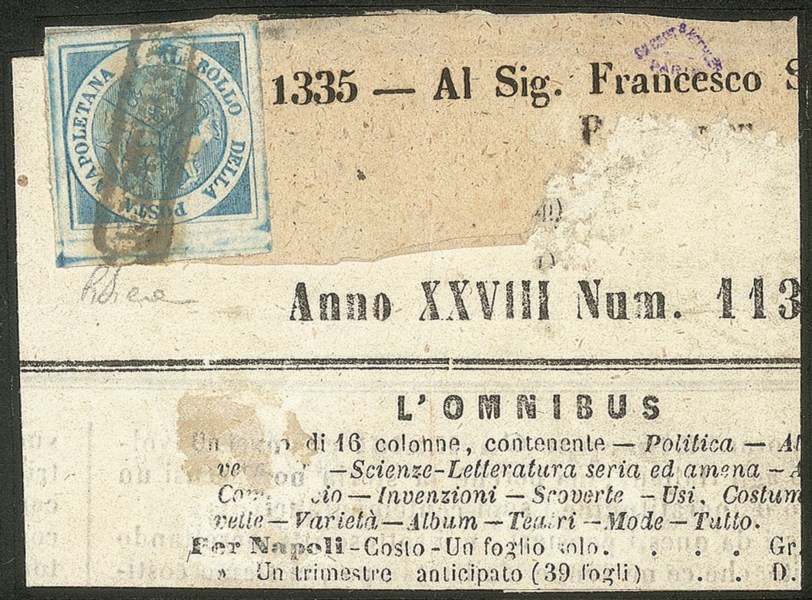 BOLLO DELLA POSTA NAPOLETANA
1335 — Al Sig. Francesco S
Anno XXVIII Num. 113
L'OMNIBUS
di 16 colonne, contenente — Politica —
— Scienze-Letteratura seria ed amena —
— Invenzioni — Scoverte — Usi, Costum
velle — Varietà — Album — Teatri — Mode — Tutto.
Per Napoli - Costo - Un foglio solo. . . . . Gr.
» Un trimestre anticipato (39 fogli) . . D.